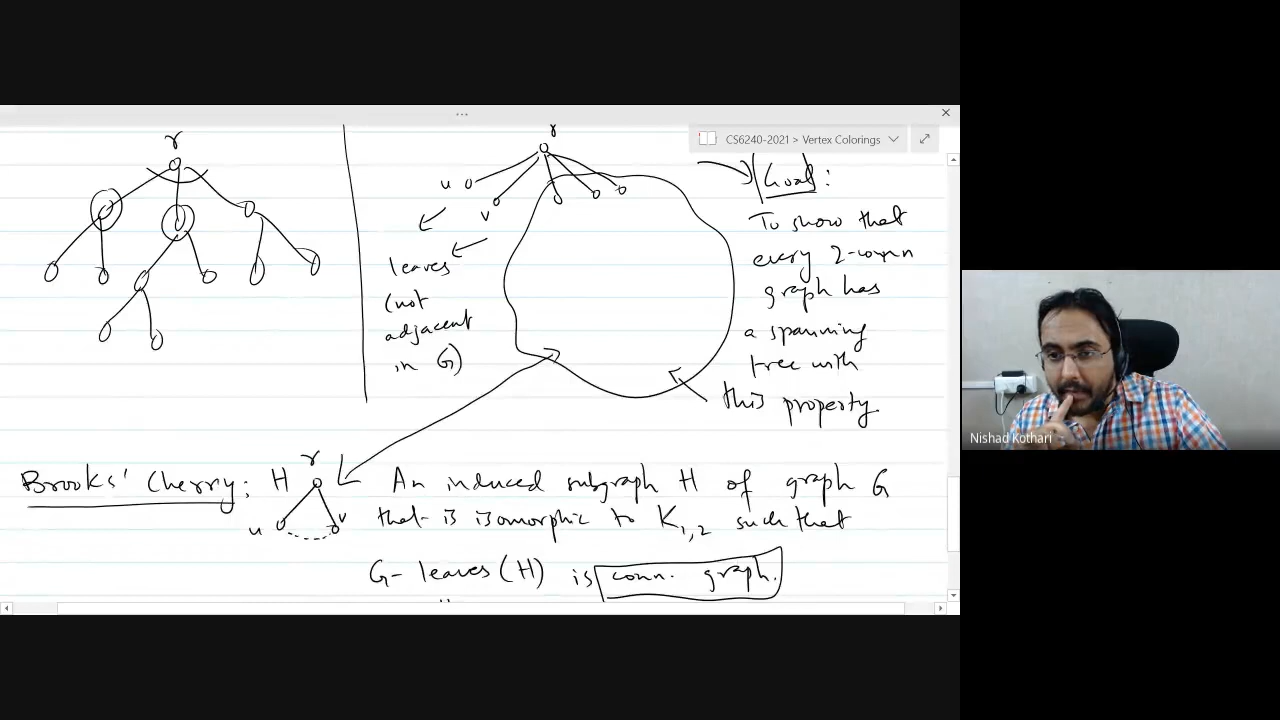 CS6240-2021 > Vertex Colorings
r
r
u
v
leaves
(not
adjacent
in G)
Goal:
To show that
every 2-conn
graph has
a spanning
tree with
this property.
Brooks' Cherry: H
r
u
v
An induced subgraph H of graph G
that is isomorphic to K1,2 such that
G- leaves (H) is conn. graph.
Nishad Kothari